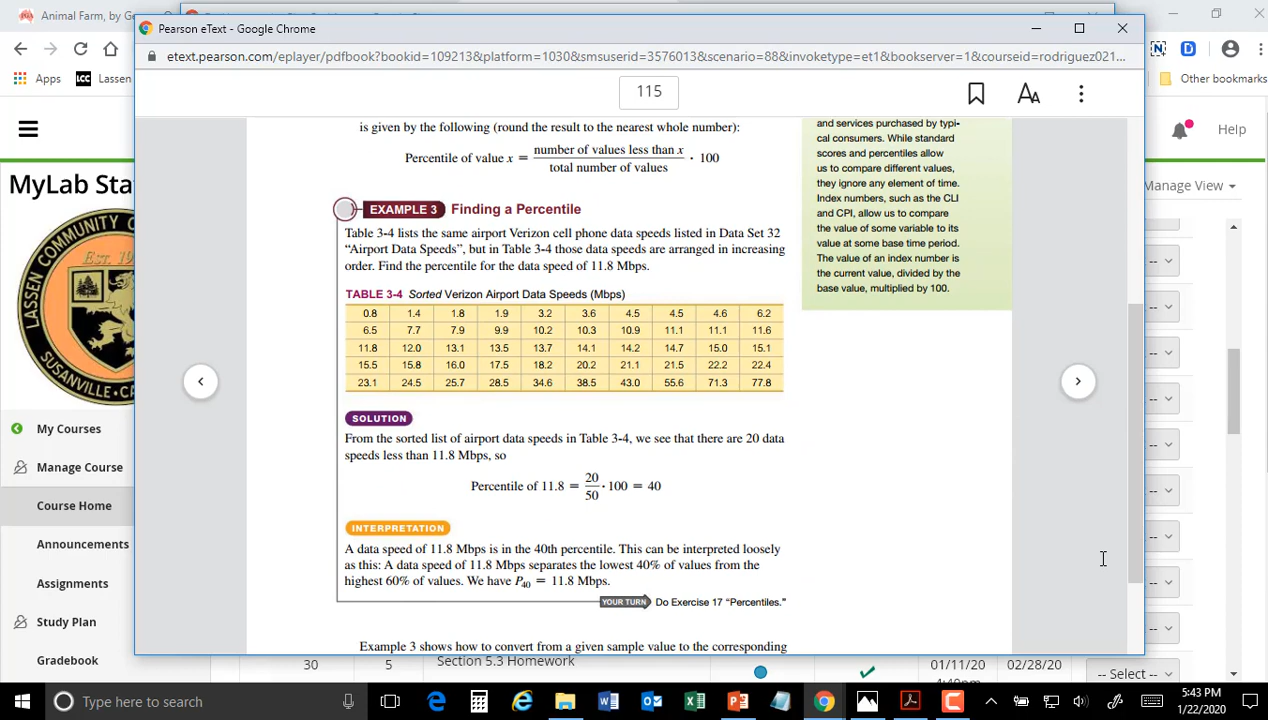 Animal Farm, by Ge
Pearson eText - Google Chrome
etext.pearson.com/eplayer/pdfbook?bookid=109213&platform=1030&smsuserid=3576013&scenario=88&invoketype=et1&bookserver=1&courseid=rodriguez021...
Apps
LCC
Lassen
Other bookmarks
115
Help
MyLab Sta
Manage View
LASSEN COMMUNITY CO
EST. 19
SUSANVILLE
My Courses
Manage Course
Course Home
Announcements
Assignments
Study Plan
Gradebook
is given by the following (round the result to the nearest whole number):
Percentile of value x = number of values less than x / total number of values · 100
EXAMPLE 3 Finding a Percentile
Table 3-4 lists the same airport Verizon cell phone data speeds listed in Data Set 32
“Airport Data Speeds”, but in Table 3-4 those data speeds are arranged in increasing
order. Find the percentile for the data speed of 11.8 Mbps.
TABLE 3-4 Sorted Verizon Airport Data Speeds (Mbps)
0.8 1.4 1.8 1.9 3.2 3.6 4.5 4.5 4.6 6.2
6.5 7.7 7.9 9.9 10.2 10.3 10.9 11.1 11.1 11.6
11.8 12.0 13.1 13.5 13.7 14.1 14.2 14.7 15.0 15.1
15.5 15.8 16.0 17.5 18.2 20.2 21.1 21.5 22.2 22.4
23.1 24.5 25.7 28.5 34.6 38.5 43.0 55.6 71.3 77.8
SOLUTION
From the sorted list of airport data speeds in Table 3-4, we see that there are 20 data
speeds less than 11.8 Mbps, so
Percentile of 11.8 = 20/50 · 100 = 40
INTERPRETATION
A data speed of 11.8 Mbps is in the 40th percentile. This can be interpreted loosely
as this: A data speed of 11.8 Mbps separates the lowest 40% of values from the
highest 60% of values. We have P40 = 11.8 Mbps.
YOUR TURN Do Exercise 17 “Percentiles.”
Example 3 shows how to convert from a given sample value to the corresponding
and services purchased by typi-
cal consumers. While standard
scores and percentiles allow
us to compare different values,
they ignore any element of time.
Index numbers, such as the CLI
and CPI, allow us to compare
the value of some variable to its
value at some base time period.
The value of an index number is
the current value, divided by the
base value, multiplied by 100.
--
--
--
--
--
--
--
--
--
30 5 Section 5.3 Homework 01/11/20 02/28/20 -- Select
Type here to search
5:43 PM
1/22/2020